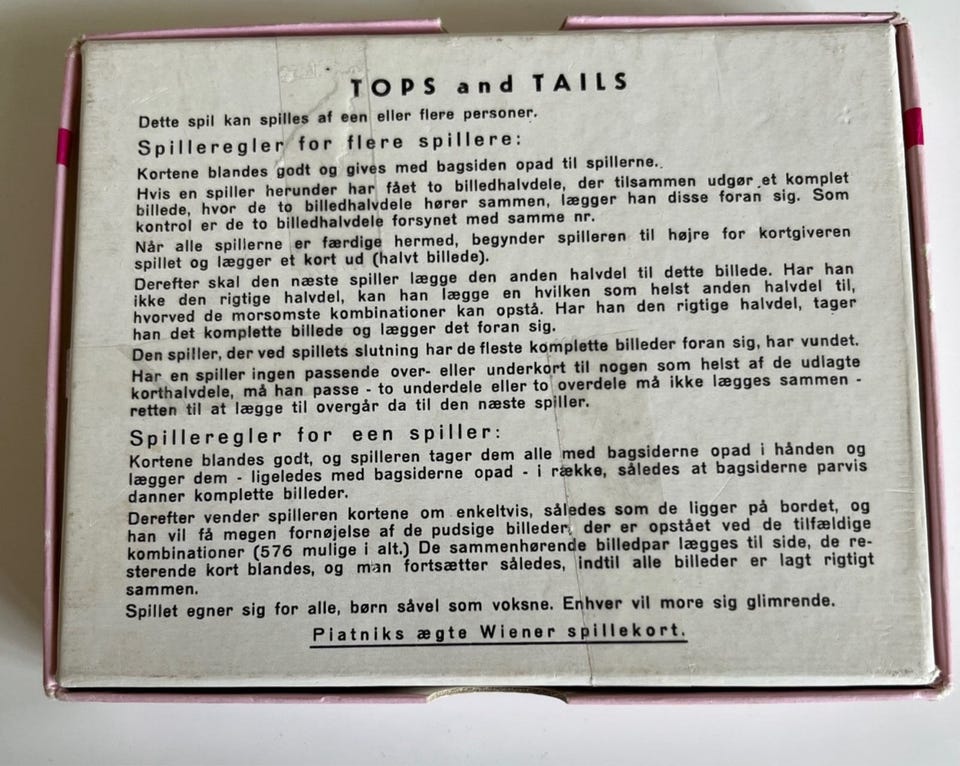 TOPS and TAILS
Dette spil kan spilles af een eller flere personer.
Spilleregler for flere spillere:
Kortene blandes godt og gives med bagsiden opad til spillerne.
Hvis en spiller herunder har fået to billedhalvdele, der tilsammen udgør et komplet
billede, hvor de to billedhalvdele hører sammen, lægger han disse foran sig. Som
kontrol er de to billedhalvdele forsynet med samme nr.
Når alle spillerne er færdige hermed, begynder spilleren til højre for kortgiveren
spillet og lægger et kort ud (halvt billede).
Derefter skal den næste spiller lægge den anden halvdel til dette billede. Har han
ikke den rigtige halvdel, kan han lægge en hvilken som helst anden halvdel til,
hvorved de morsomste kombinationer kan opstå. Har han den rigtige halvdel, tager
han det komplette billede og lægger det foran sig.
Den spiller, der ved spillets slutning har de fleste komplette billeder foran sig, har vundet.
Har en spiller ingen passende over- eller underkort til nogen som helst af de udlagte
korthalvdele, må han passe - to underdele eller to overdele må ikke lægges sammen -
retten til at lægge til overgår da til den næste spiller.
Spilleregler for een spiller:
Kortene blandes godt, og spilleren tager dem alle med bagsiderne opad i hånden og
lægger dem - ligeledes med bagsiderne opad - i række, således at bagsiderne parvis
danner komplette billeder.
Derefter vender spilleren kortene om enkeltvis, således som de ligger på bordet, og
han vil få megen fornøjelse af de pudsige billeder, der er opstået ved de tilfældige
kombinationer (576 mulige i alt.) De sammenhørende billedpar lægges til side, de re-
sterende kort blandes, og man fortsætter således, indtil alle billeder er lagt rigtigt
sammen.
Spillet egner sig for alle, børn såvel som voksne. Enhver vil more sig glimrende.
Piatniks ægte Wiener spillekort.